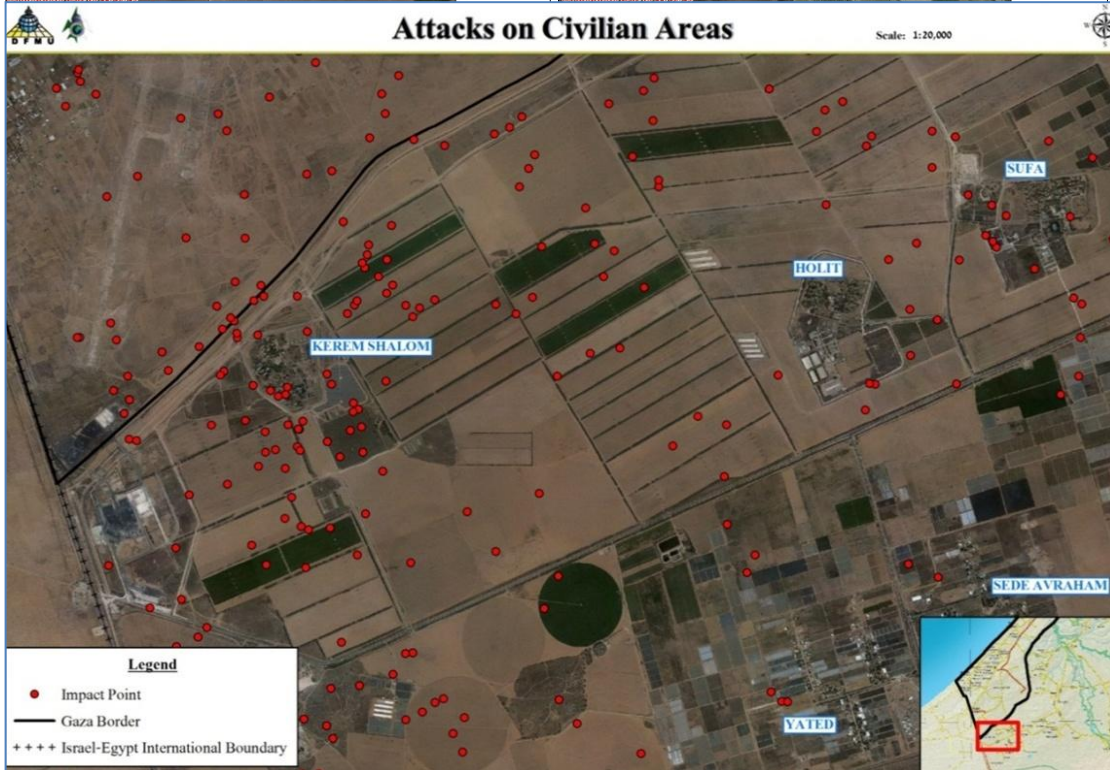 DFMU
Attacks on Civilian Areas
Scale: 1:20,000
SUFA
HOLIT
KEREM SHALOM
SEDE AVRAHAM
YATED
Legend
Impact Point
Gaza Border
Israel-Egypt International Boundary